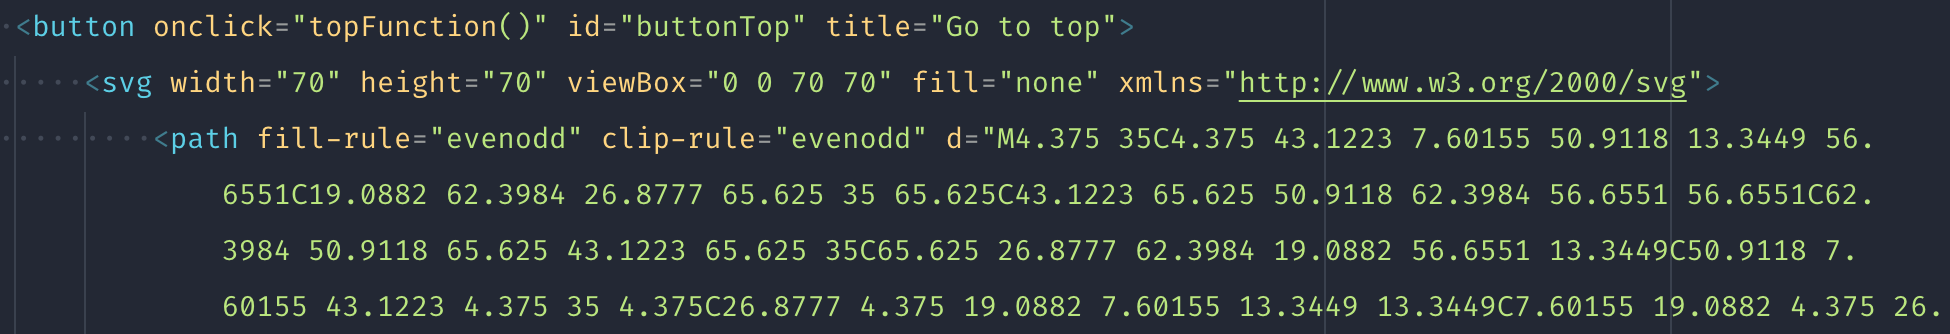 <button onclick="topFunction()" id="buttonTop" title="Go to top">
<svg width="70" height="70" viewBox="0 0 70 70" fill="none" xmlns="http://www.w3.org/2000/svg">
<path fill-rule="evenodd" clip-rule="evenodd" d="M4.375 35C4.375 43.1223 7.60155 50.9118 13.3449 56.
6551C19.0882 62.3984 26.8777 65.625 35 65.625C43.1223 65.625 50.9118 62.3984 56.6551 56.6551C62.
3984 50.9118 65.625 43.1223 65.625 35C65.625 26.8777 62.3984 19.0882 56.6551 13.3449C50.9118 7.
60155 43.1223 4.375 35 4.375C26.8777 4.375 19.0882 7.60155 13.3449 13.3449C7.60155 19.0882 4.375 26.